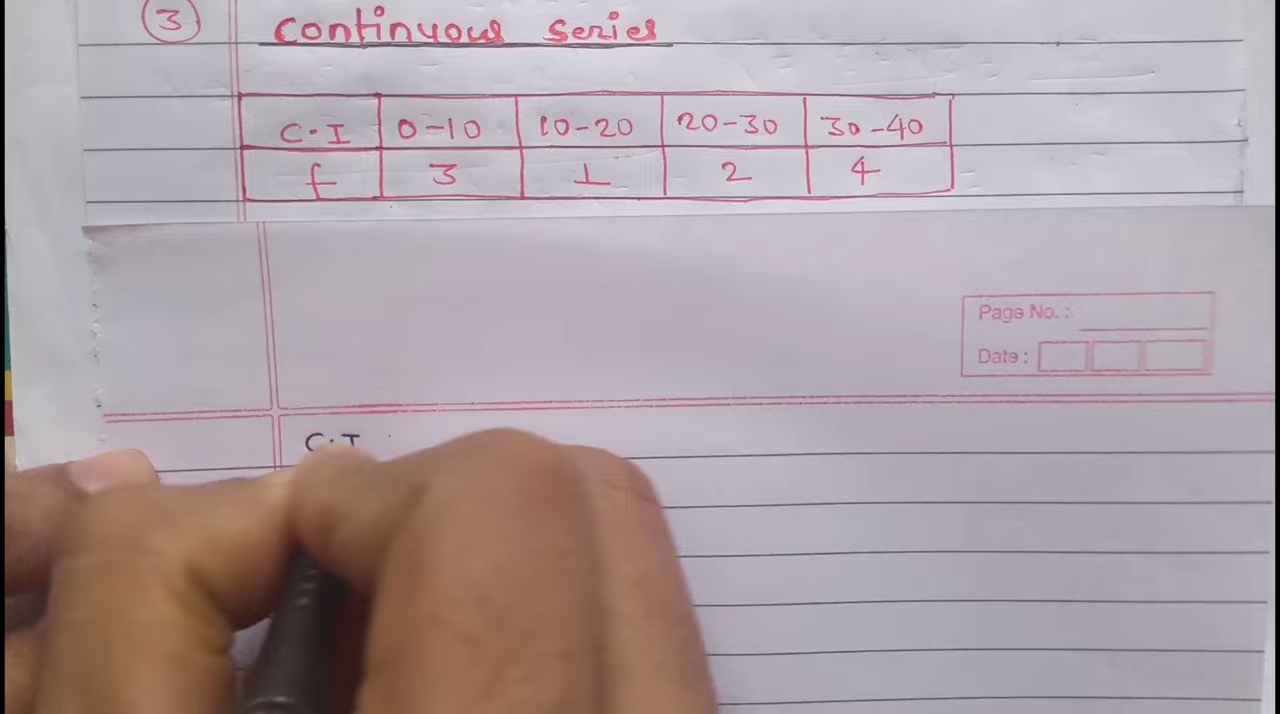 3 Continuous series
C.I 0-10 10-20 20-30 30-40
f 3 1 2 4
Page No.:
Date:
C.I